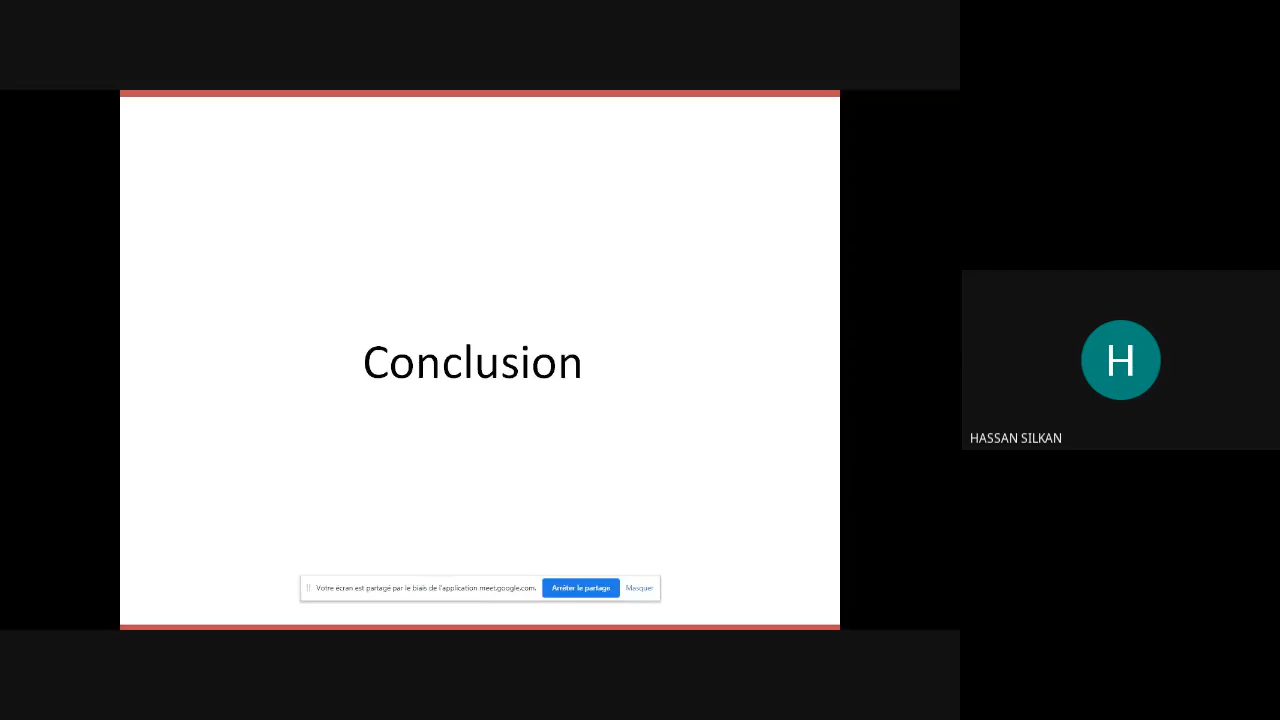 Conclusion
Votre écran est partagé par le biais de l'application meet.google.com. Arrêter le partage Masquer
H
HASSAN SILKAN